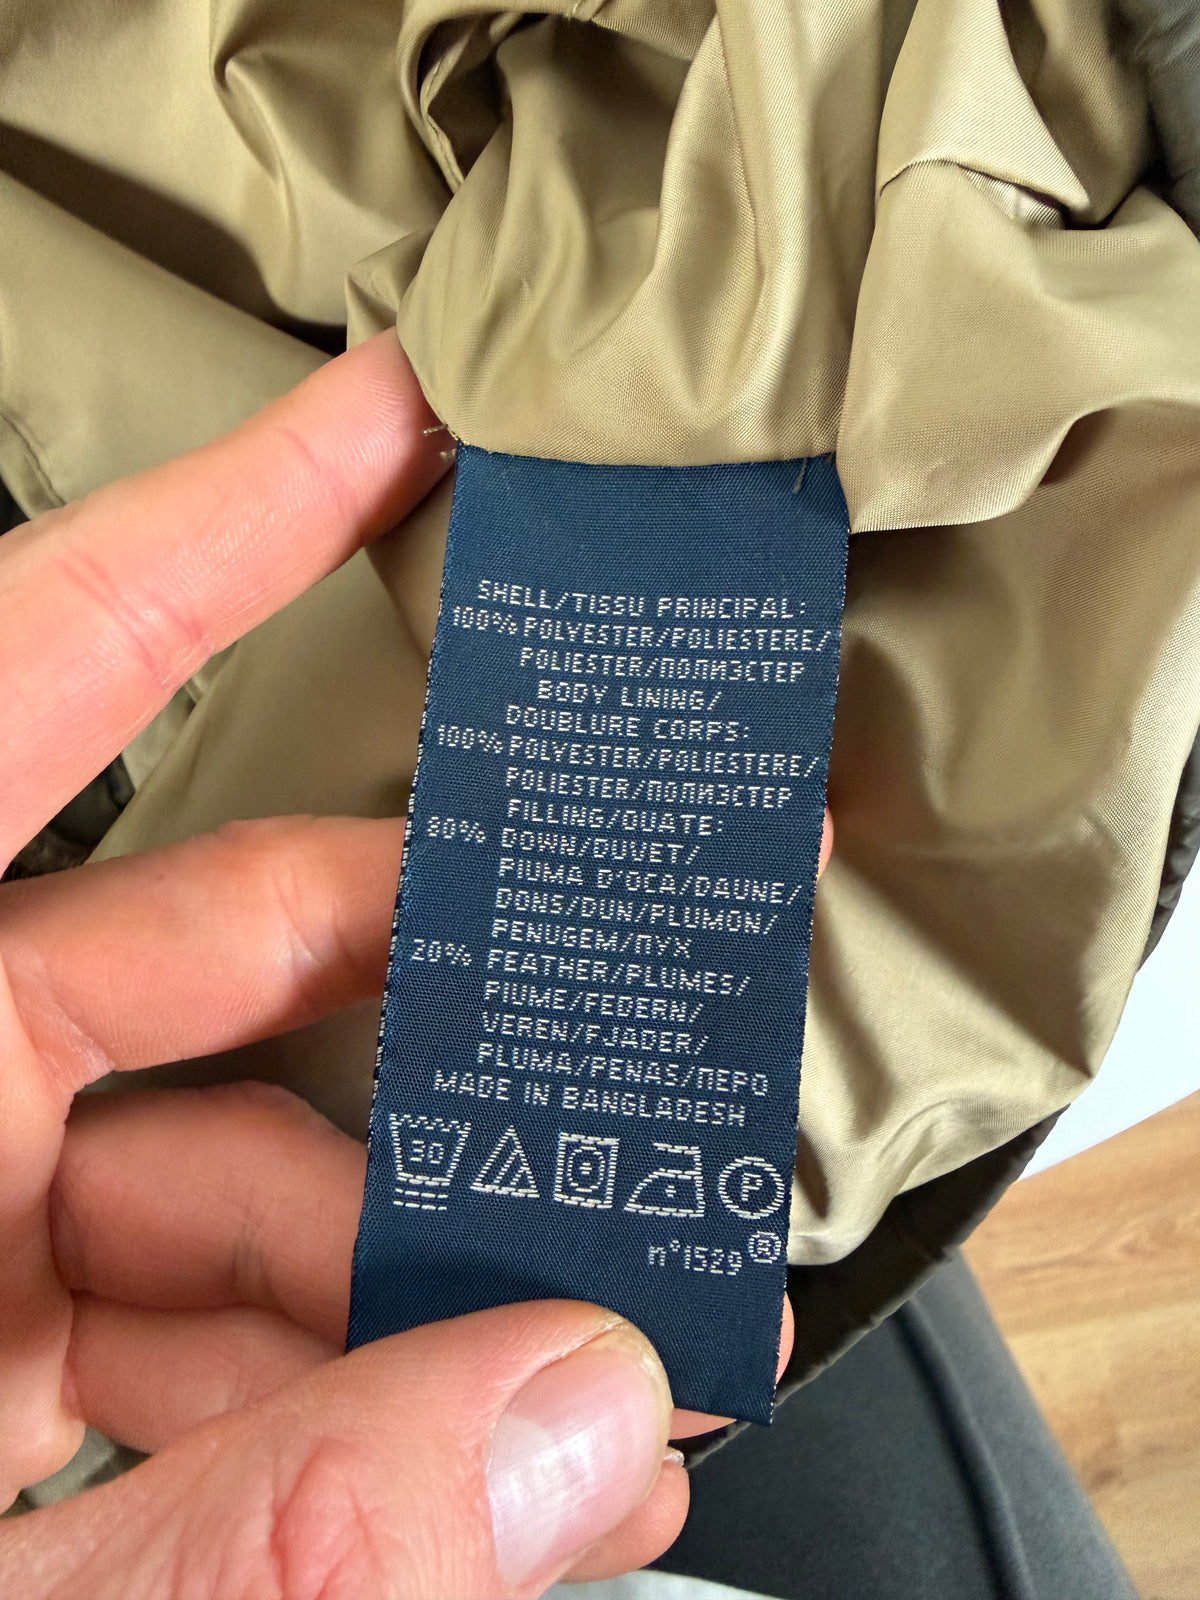 SHELL/TISSU PRINCIPAL:
100% POLYESTER/POLIESTERE/
POLIESTER/ПОЛИЭСТЕР
BODY LINING/
DOUBLURE CORPS:
100% POLYESTER/POLIESTERE/
POLIESTER/ПОЛИЭСТЕР
FILLING/OUATE:
80% DOWN/DUVET/
PIUMA D'OCA/DAUNE/
DONS/DUN/PLUMON/
PENUGEM/ПУХ
20% FEATHER/PLUMES/
PIUME/FEDERN/
VEREN/FJADER/
PLUMA/PENAS/ПЕРО
MADE IN BANGLADESH
30 P
n°1529 ®